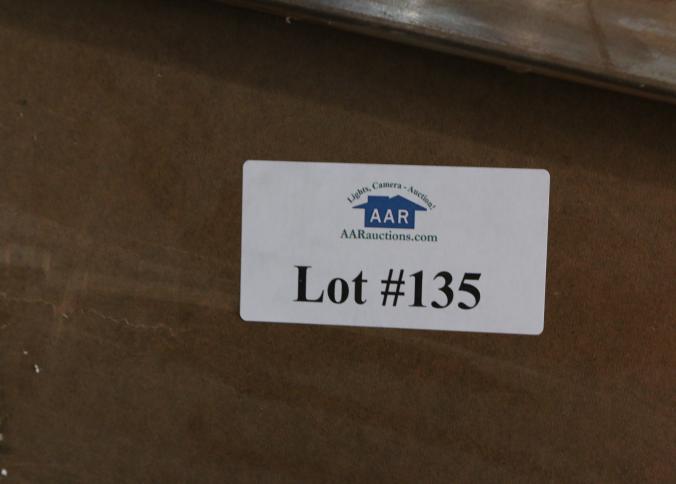 Lights, Camera - Auction!
AAR
AARauctions.com
Lot #135